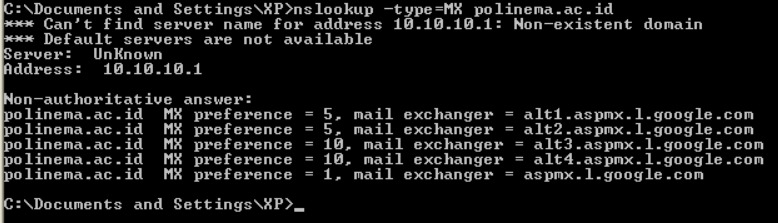 C:\Documents and Settings\XP>nslookup -type=MX polinema.ac.id
*** Can't find server name for address 10.10.10.1: Non-existent domain
*** Default servers are not available
Server:  UnKnown
Address:  10.10.10.1

Non-authoritative answer:
polinema.ac.id  MX preference = 5, mail exchanger = alt1.aspmx.l.google.com
polinema.ac.id  MX preference = 5, mail exchanger = alt2.aspmx.l.google.com
polinema.ac.id  MX preference = 10, mail exchanger = alt3.aspmx.l.google.com
polinema.ac.id  MX preference = 10, mail exchanger = alt4.aspmx.l.google.com
polinema.ac.id  MX preference = 1, mail exchanger = aspmx.l.google.com

C:\Documents and Settings\XP>_